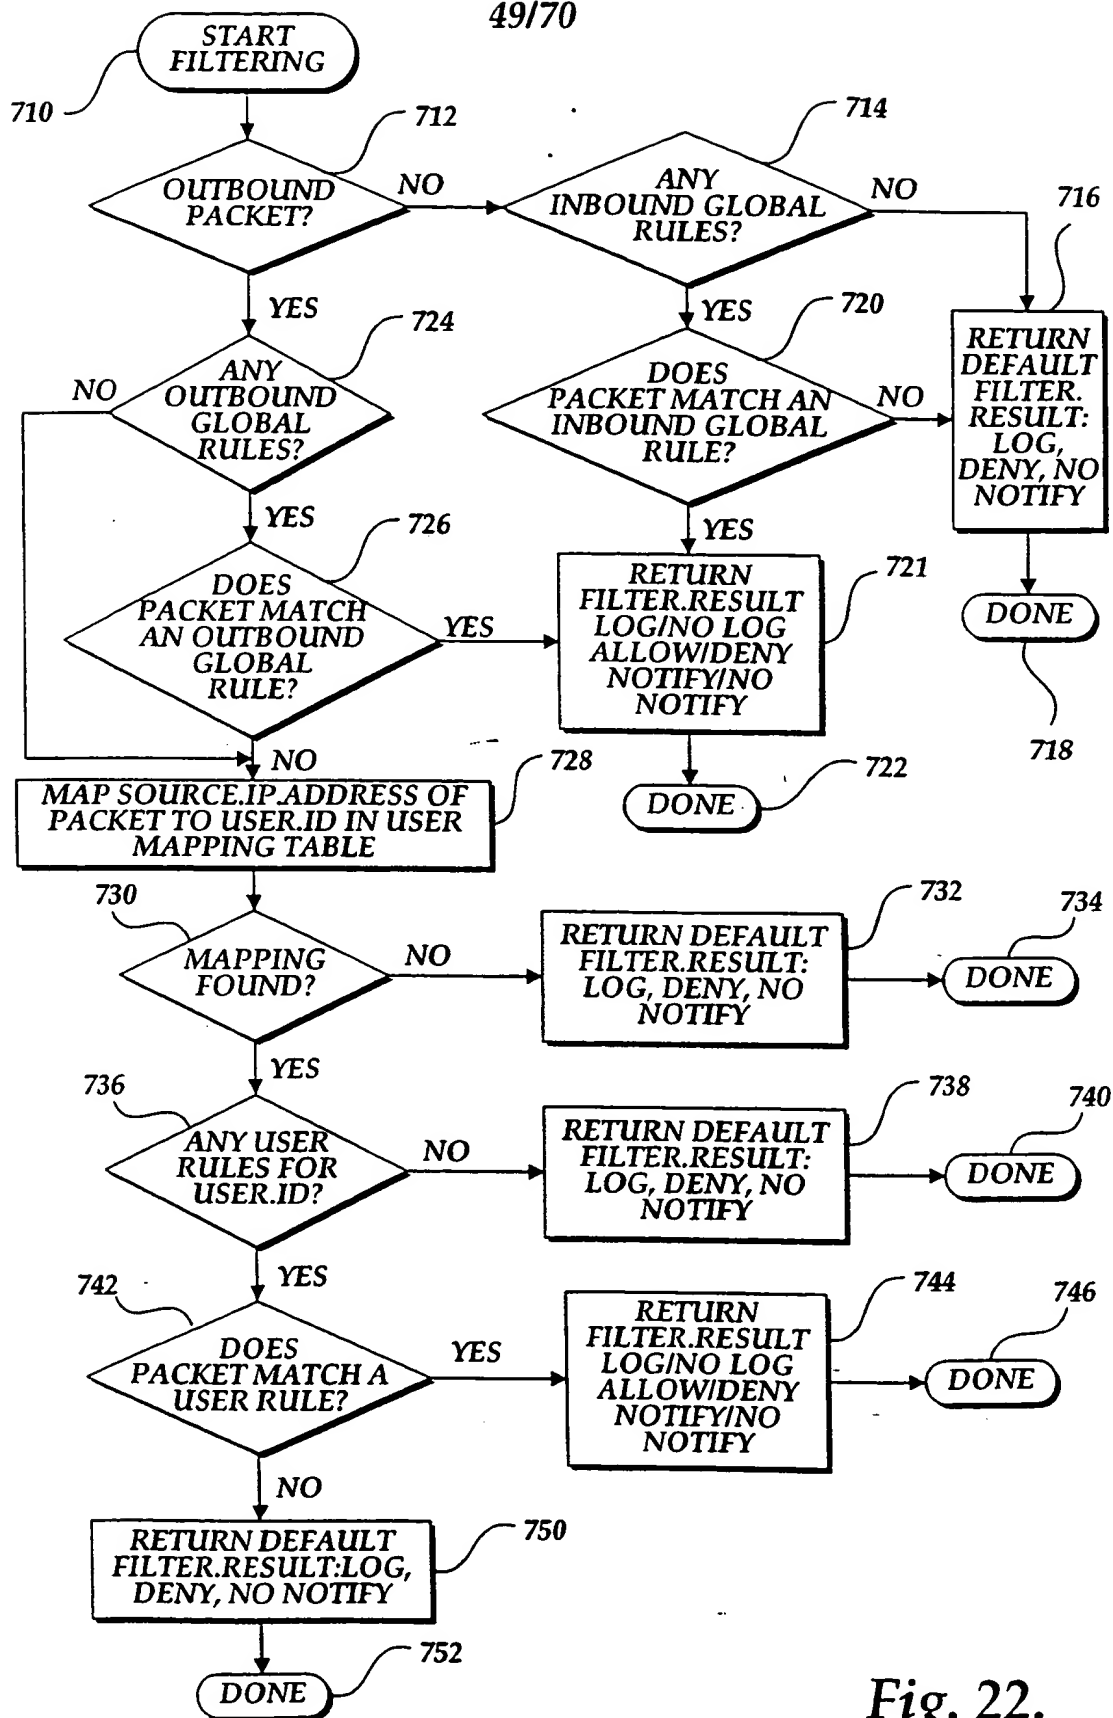 49/70
START
FILTERING
710
712
OUTBOUND
PACKET?
NO
714
ANY
INBOUND GLOBAL
RULES?
NO
716
YES
YES
724
ANY
OUTBOUND
GLOBAL
RULES?
NO
720
DOES
PACKET MATCH AN
INBOUND GLOBAL
RULE?
NO
RETURN
DEFAULT
FILTER.
RESULT:
LOG,
DENY, NO
NOTIFY
YES
726
YES
DOES
PACKET MATCH
AN OUTBOUND
GLOBAL
RULE?
YES
RETURN
FILTER.RESULT
LOG/NO LOG
ALLOW/DENY
NOTIFY/NO
NOTIFY
721
DONE
718
NO
728
DONE
722
MAP SOURCE.IP.ADDRESS OF
PACKET TO USER.ID IN USER
MAPPING TABLE
730
MAPPING
FOUND?
NO
732
RETURN DEFAULT
FILTER.RESULT:
LOG, DENY, NO
NOTIFY
734
DONE
YES
736
ANY USER
RULES FOR
USER.ID?
NO
738
RETURN DEFAULT
FILTER.RESULT:
LOG, DENY, NO
NOTIFY
740
DONE
YES
742
DOES
PACKET MATCH A
USER RULE?
YES
744
RETURN
FILTER.RESULT
LOG/NO LOG
ALLOW/DENY
NOTIFY/NO
NOTIFY
746
DONE
NO
750
RETURN DEFAULT
FILTER.RESULT:LOG,
DENY, NO NOTIFY
752
DONE
Fig. 22.